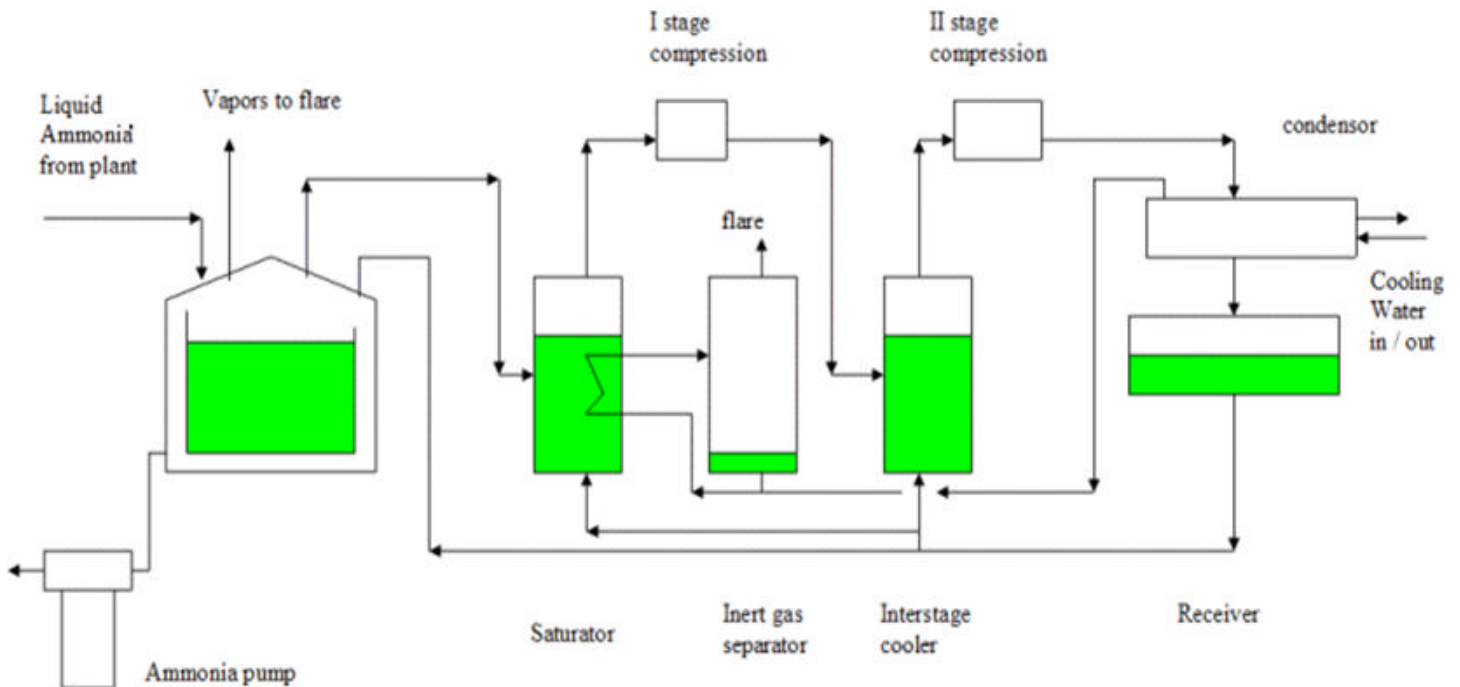 I stage
compression
II stage
compression
Liquid
Ammonia'
from plant
Vapors to flare
condensor
flare
Cooling
Water
in / out
Saturator
Inert gas
separator
Interstage
cooler
Receiver
Ammonia pump